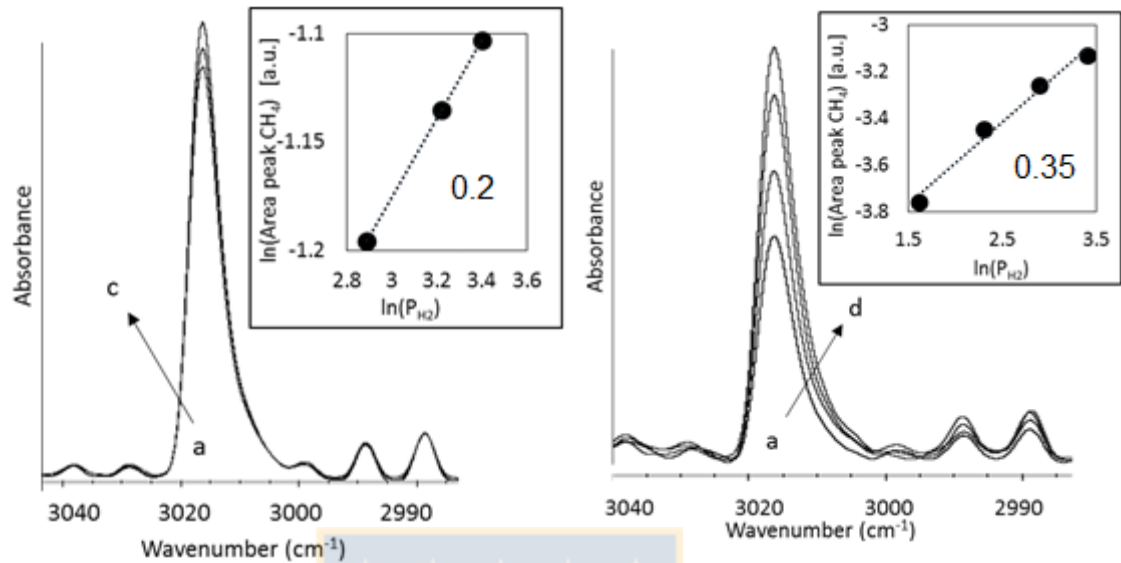 Absorbance
c
a
3040
3020
3000
2990
Wavenumber (cm⁻¹)
ln(Area peak CH₄) [a.u.]
-1.1
-1.15
-1.2
0.2
2.8
3
3.2
3.4
3.6
ln(P_H2)
Absorbance
d
a
3040
3020
3000
2990
Wavenumber (cm⁻¹)
ln(Area peak CH₄) [a.u.]
-3
-3.2
-3.4
-3.6
-3.8
0.35
1.5
2.5
3.5
ln(P_H2)